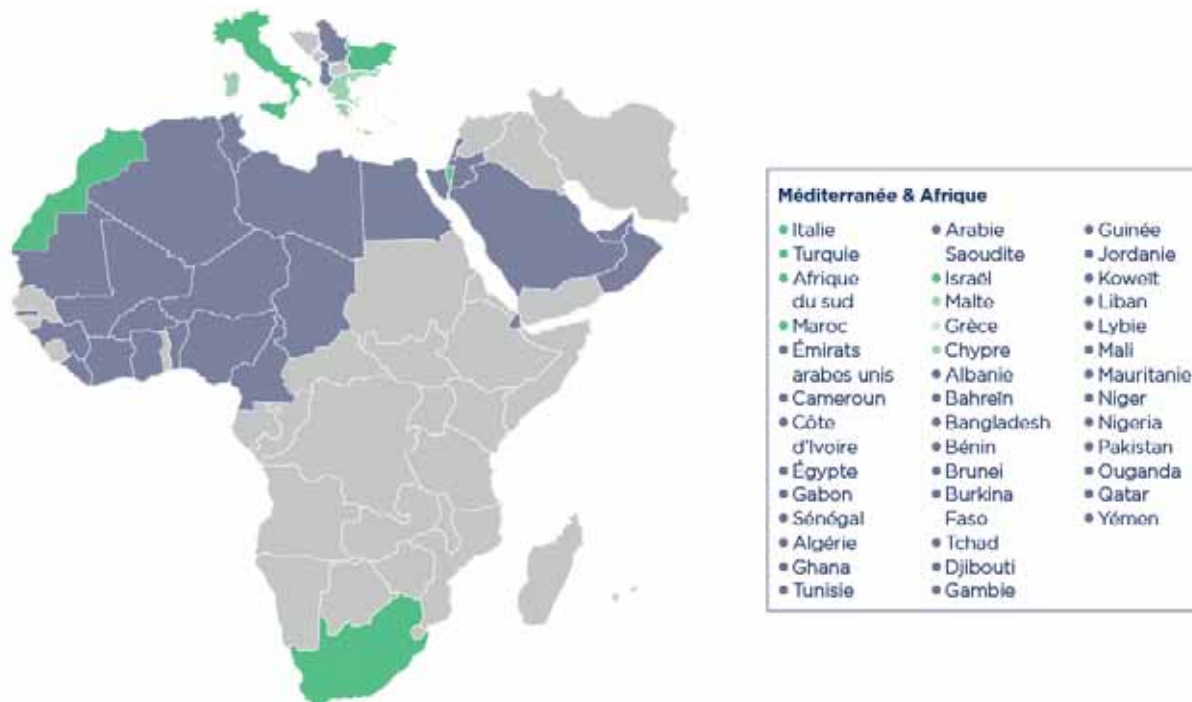 Méditerranée & Afrique
Italie
Turquie
Afrique
du sud
Maroc
Émirats
arabes unis
Cameroun
Côte
d'Ivoire
Égypte
Gabon
Sénégal
Algérie
Ghana
Tunisie
Arabie
Saoudite
Israël
Malte
Grèce
Chypre
Albanie
Bahreïn
Bangladesh
Bénin
Brunei
Burkina
Faso
Tchad
Djibouti
Gambie
Guinée
Jordanie
Koweït
Liban
Lybie
Mali
Mauritanie
Niger
Nigeria
Pakistan
Ouganda
Qatar
Yémen